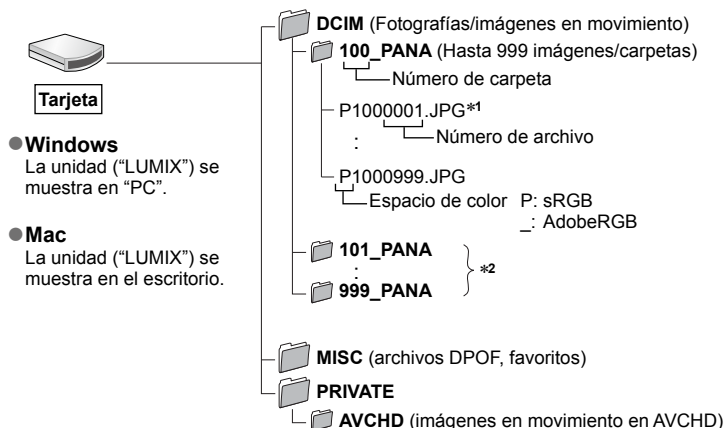 DCIM (Fotografías/imágenes en movimiento)
100_PANA (Hasta 999 imágenes/carpetas)
Número de carpeta
Tarjeta
P1000001.JPG*1
Número de archivo
:
P1000999.JPG
Espacio de color P: sRGB
_: AdobeRGB
●Windows
La unidad ("LUMIX") se
muestra en "PC".
●Mac
La unidad ("LUMIX") se
muestra en el escritorio.
101_PANA
:
*2
999_PANA
MISC (archivos DPOF, favoritos)
PRIVATE
AVCHD (imágenes en movimiento en AVCHD)